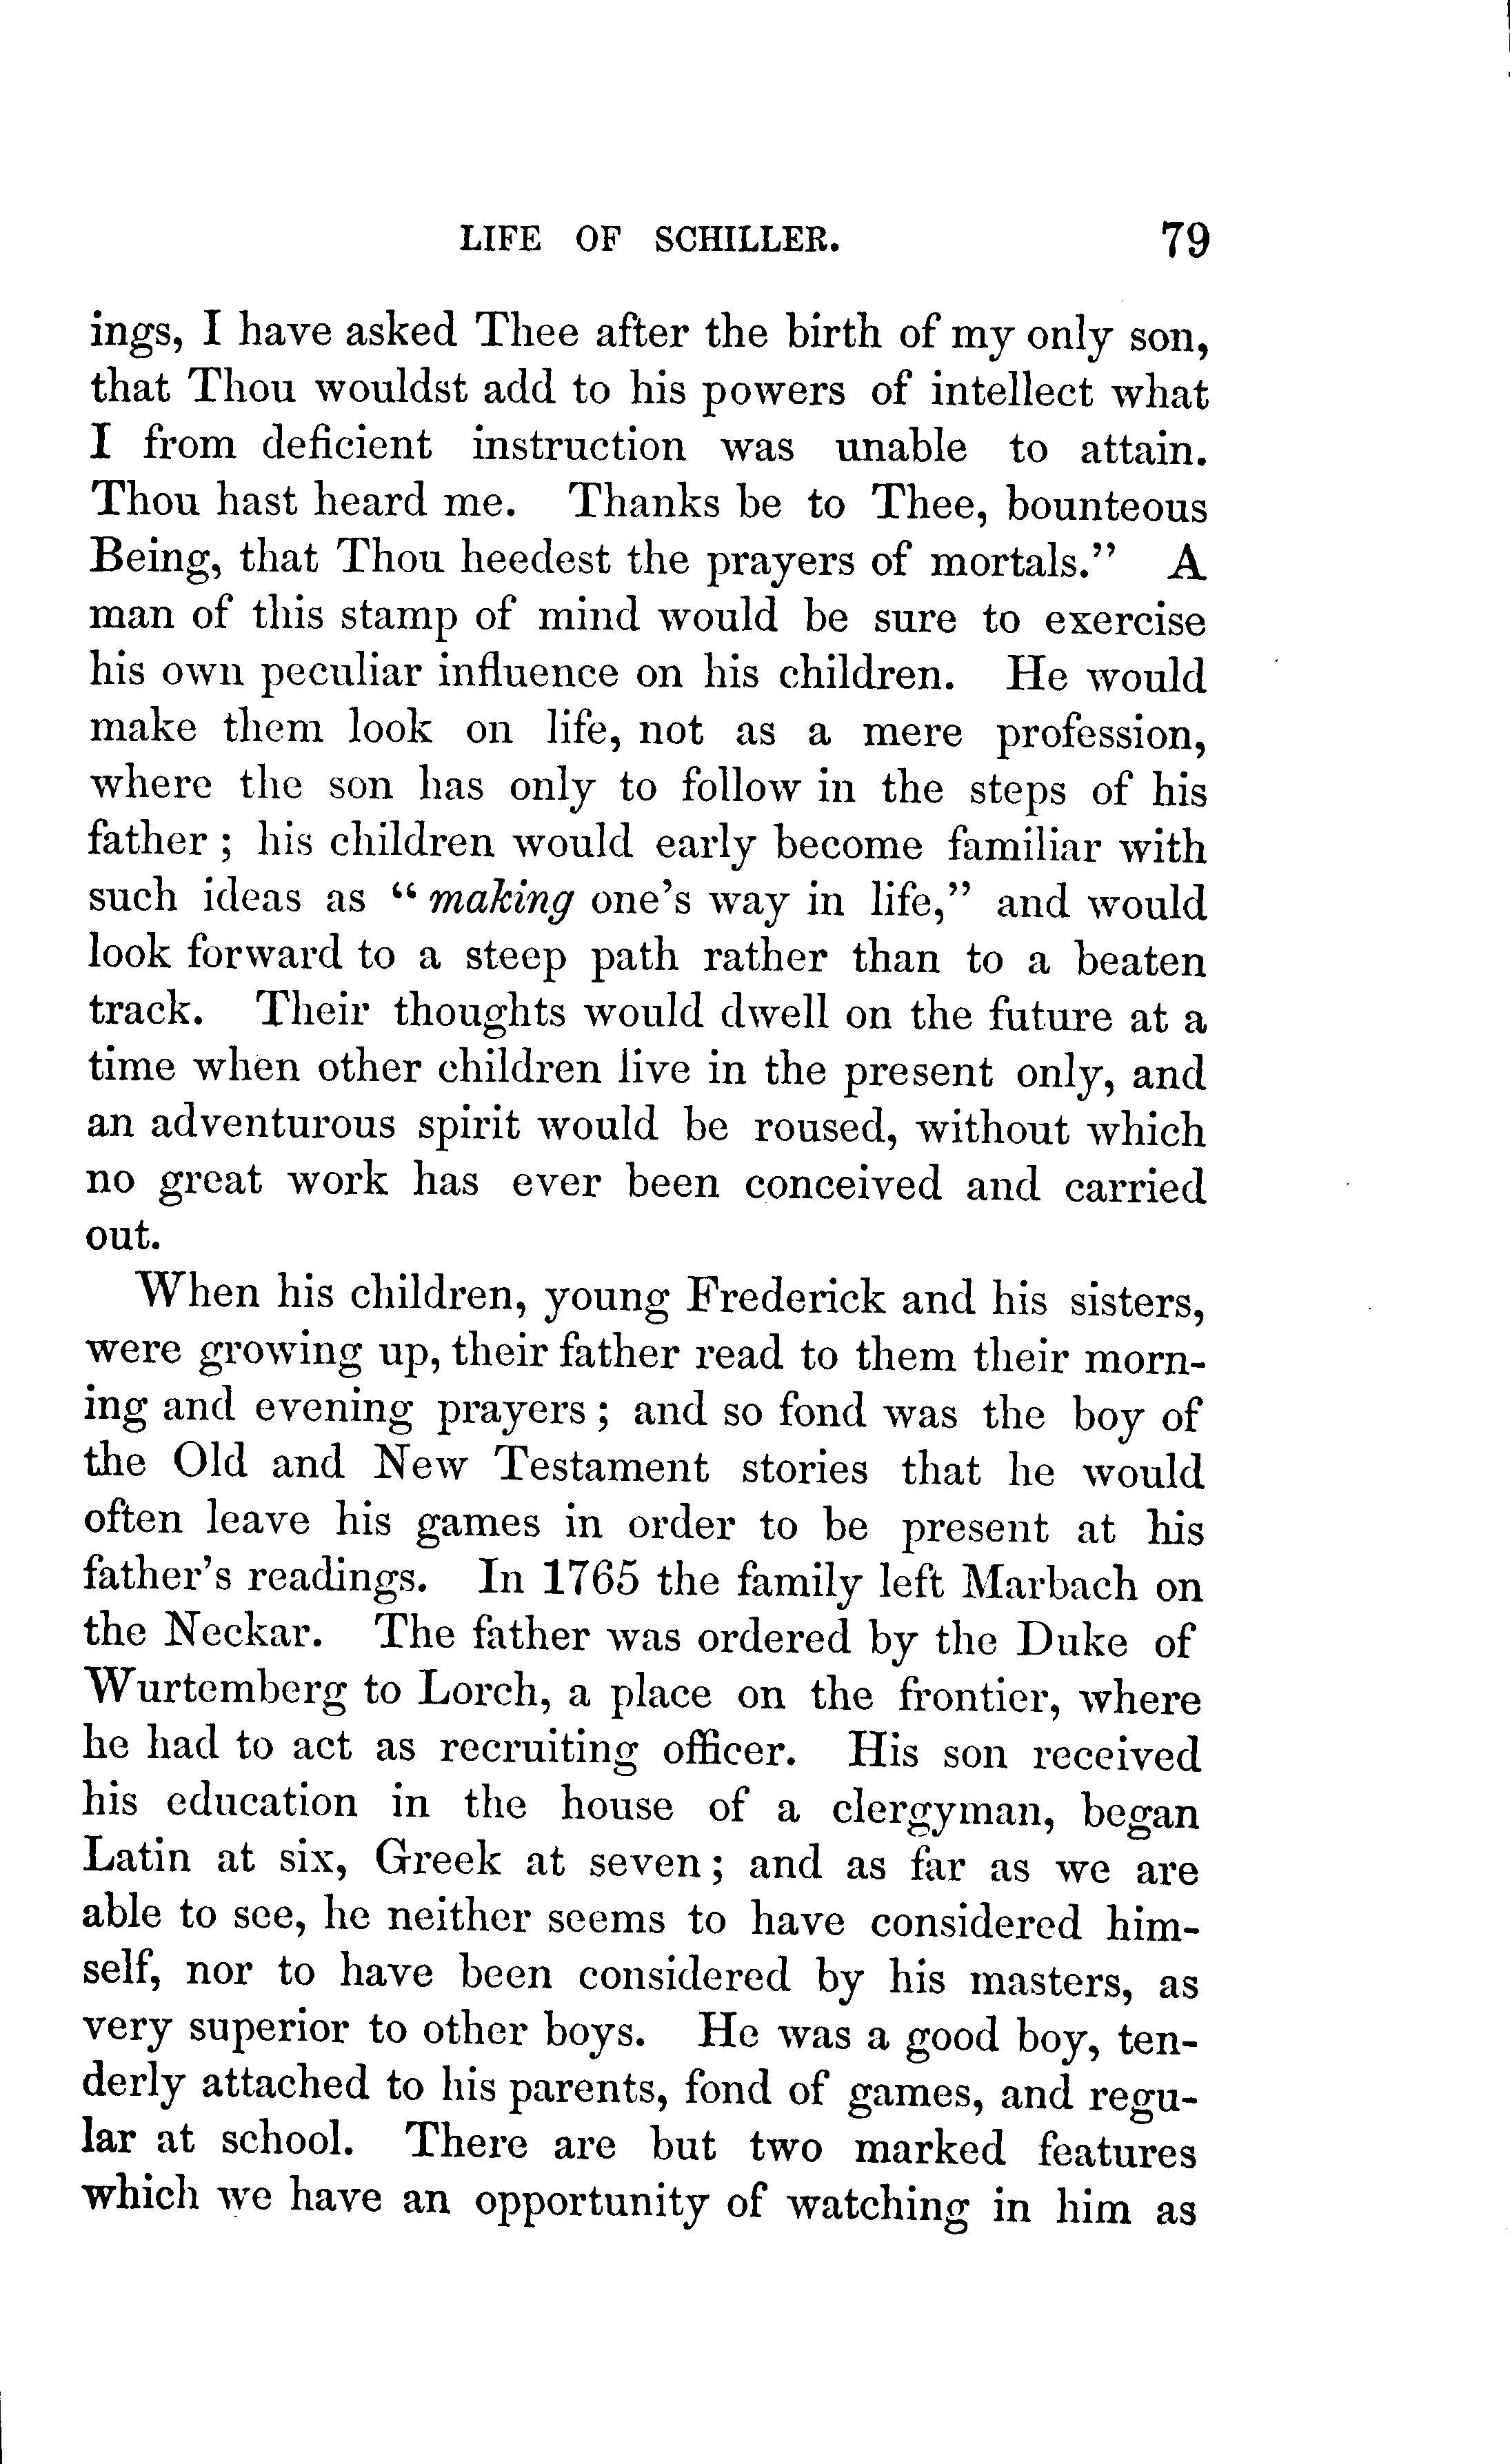 LIFE OF SCHILLER. 79
ings, I have asked Thee after the birth of my only son,
that Thou wouldst add to his powers of intellect what
I from deficient instruction was unable to attain.
Thou hast heard me. Thanks be to Thee, bounteous
Being, that Thou heedest the prayers of mortals.” A
man of this stamp of mind would be sure to exercise
his own peculiar influence on his children. He would
make them look on life, not as a mere profession,
where the son has only to follow in the steps of his
father ; his children would early become familiar with
such ideas as “ making one’s way in life,” and would
look forward to a steep path rather than to a beaten
track. Their thoughts would dwell on the future at a
time when other children live in the present only, and
an adventurous spirit would be roused, without which
no great work has ever been conceived and carried
out.
When his children, young Frederick and his sisters,
were growing up, their father read to them their morn-
ing and evening prayers ; and so fond was the boy of
the Old and New Testament stories that he would
often leave his games in order to be present at his
father’s readings. In 1765 the family left Marbach on
the Neckar. The father was ordered by the Duke of
Wurtemberg to Lorch, a place on the frontier, where
he had to act as recruiting officer. His son received
his education in the house of a clergyman, began
Latin at six, Greek at seven ; and as far as we are
able to see, he neither seems to have considered him-
self, nor to have been considered by his masters, as
very superior to other boys. He was a good boy, ten-
derly attached to his parents, fond of games, and regu-
lar at school. There are but two marked features
which we have an opportunity of watching in him as